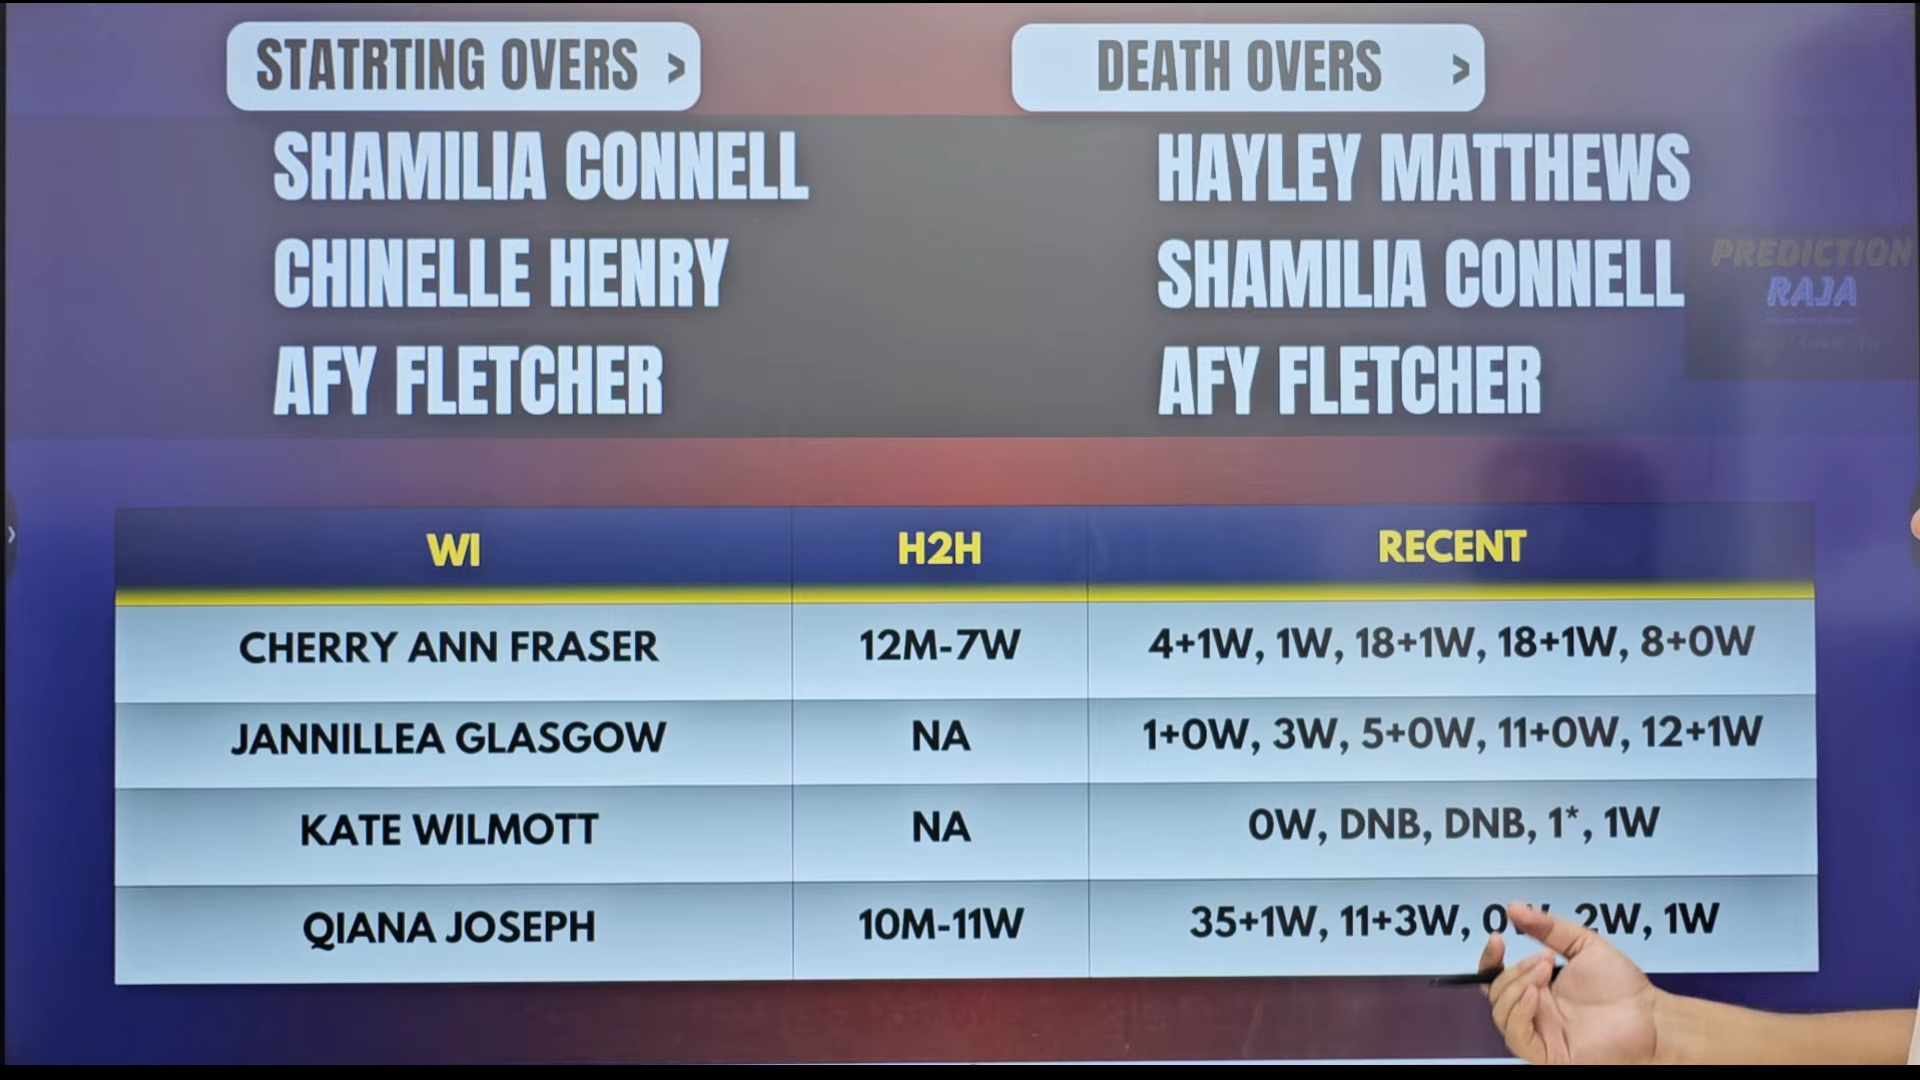 STATRTING OVERS >
DEATH OVERS >
SHAMILIA CONNELL
HAYLEY MATTHEWS
CHINELLE HENRY
SHAMILIA CONNELL
AFY FLETCHER
AFY FLETCHER
PREDICTION
RAJA
WI H2H RECENT
CHERRY ANN FRASER 12M-7W 4+1W, 1W, 18+1W, 18+1W, 8+0W
JANNILLEA GLASGOW NA 1+0W, 3W, 5+0W, 11+0W, 12+1W
KATE WILMOTT NA 0W, DNB, DNB, 1*, 1W
QIANA JOSEPH 10M-11W 35+1W, 11+3W, 2W, 1W